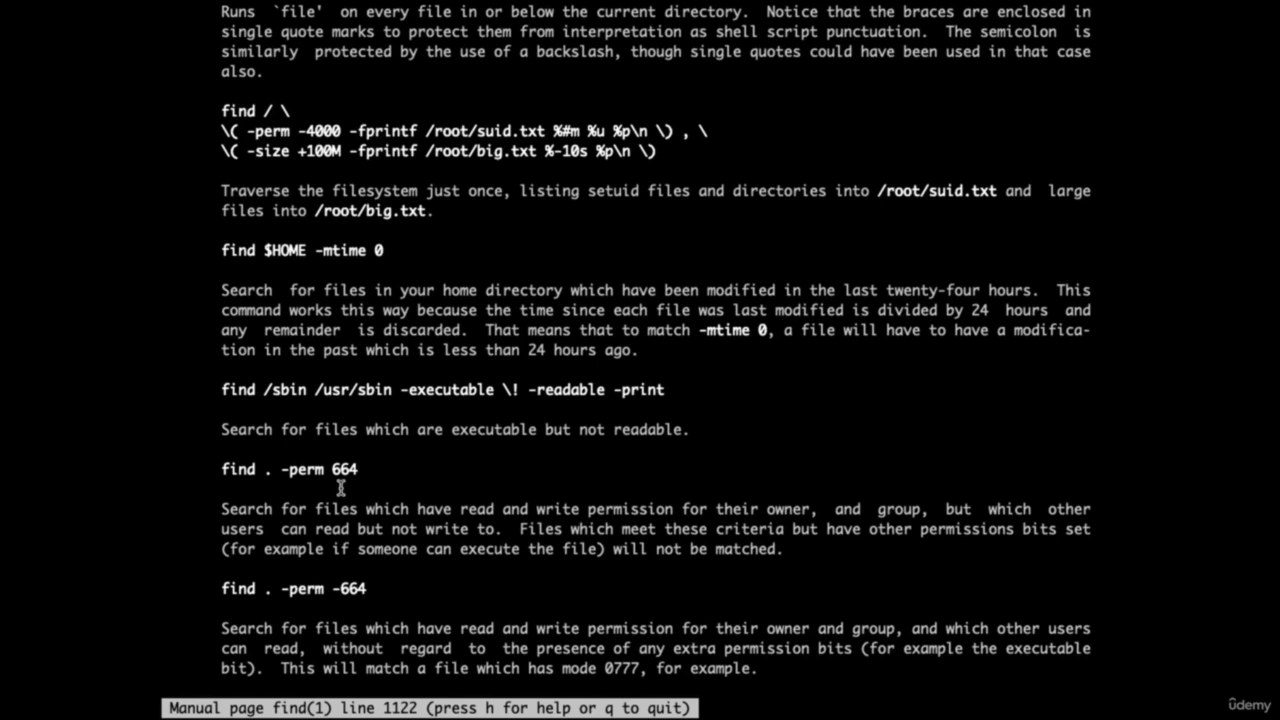 Runs  `file'  on every file in or below the current directory.  Notice that the braces are enclosed in
single quote marks to protect them from interpretation as shell script punctuation.  The semicolon  is
similarly  protected by the use of a backslash, though single quotes could have been used in that case
also.
find / \
\( -perm -4000 -fprintf /root/suid.txt %#m %u %p\n \) , \
\( -size +100M -fprintf /root/big.txt %-10s %p\n \)
Traverse the filesystem just once, listing setuid files and directories into /root/suid.txt and  large
files into /root/big.txt.
find $HOME -mtime 0
Search  for files in your home directory which have been modified in the last twenty-four hours.  This
command works this way because the time since each file was last modified is divided by 24  hours  and
any  remainder  is discarded.  That means that to match -mtime 0, a file will have to have a modifica-
tion in the past which is less than 24 hours ago.
find /sbin /usr/sbin -executable \! -readable -print
Search for files which are executable but not readable.
find . -perm 664
Search for files which have read and write permission for their owner,  and  group,  but  which  other
users  can read but not write to.  Files which meet these criteria but have other permissions bits set
(for example if someone can execute the file) will not be matched.
find . -perm -664
Search for files which have read and write permission for their owner and group, and which other users
can  read,  without  regard  to  the presence of any extra permission bits (for example the executable
bit).  This will match a file which has mode 0777, for example.
Manual page find(1) line 1122 (press h for help or q to quit)
ûdemy